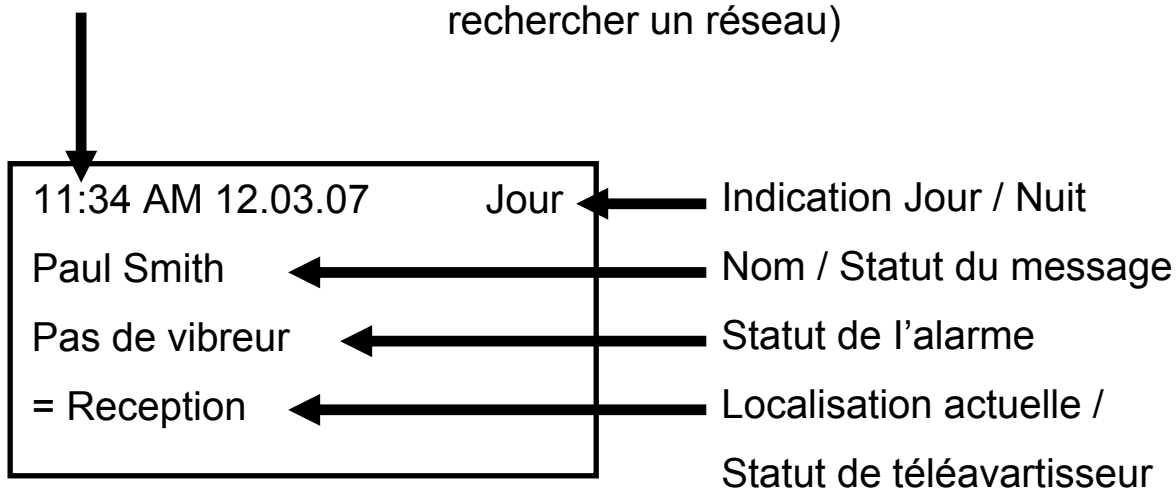 rechercher un réseau)
11:34 AM 12.03.07 Jour
Indication Jour / Nuit
Paul Smith
Nom / Statut du message
Pas de vibreur
Statut de l’alarme
= Reception
Localisation actuelle /
Statut de téléavartisseur